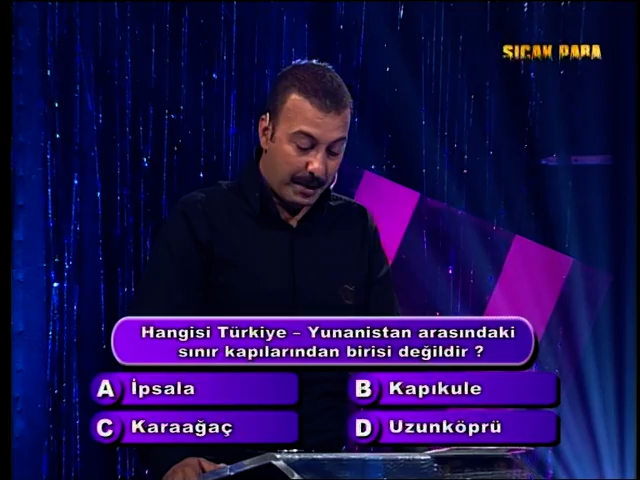 SICAK PARA
Hangisi Türkiye – Yunanistan arasındaki
sınır kapılarından birisi değildir ?
A İpsala
B Kapıkule
C Karaağaç
D Uzunköprü